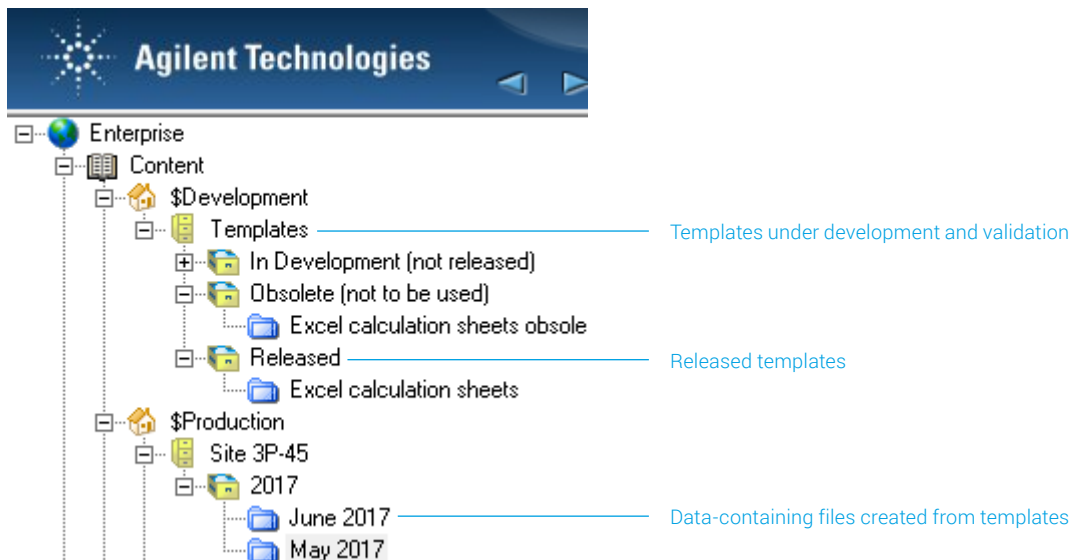 Agilent Technologies
Enterprise
Content
$Development
Templates
Templates under development and validation
In Development (not released)
Obsolete (not to be used)
Excel calculation sheets obsole
Released
Released templates
Excel calculation sheets
$Production
Site 3P-45
2017
June 2017
Data-containing files created from templates
May 2017